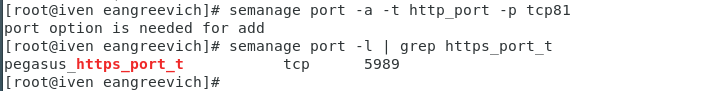 [root@iven eangreevich]# semanage port -a -t http_port -p tcp81
port option is needed for add
[root@iven eangreevich]# semanage port -l | grep https_port_t
pegasus_https_port_t           tcp      5989
[root@iven eangreevich]#